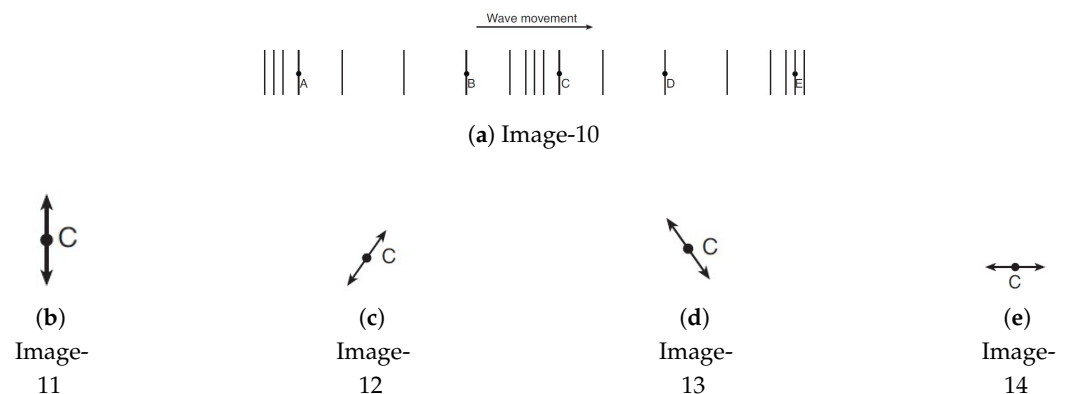 Wave movement
A B C D E
(a) Image-10
C C C C
(b) (c) (d) (e)
Image- Image- Image- Image-
11 12 13 14